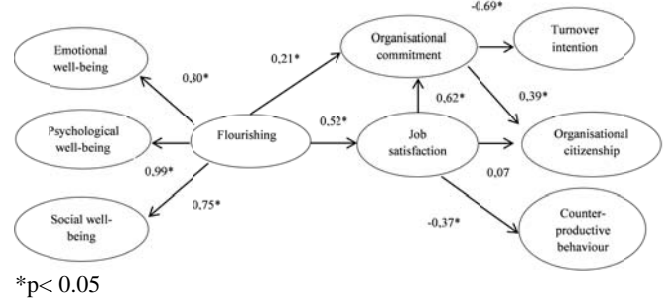 Emotional
well-being
0,80*
Psychological
well-being
0,99*
Social well-
being
0,75*
Flourishing
0,21*
0,52*
Organisational
commitment
0,62*
Job
satisfaction
-0,69*
Turnover
intention
0,39*
Organisational
citizenship
0,07
-0,37*
Counter-
productive
behaviour
*p< 0.05